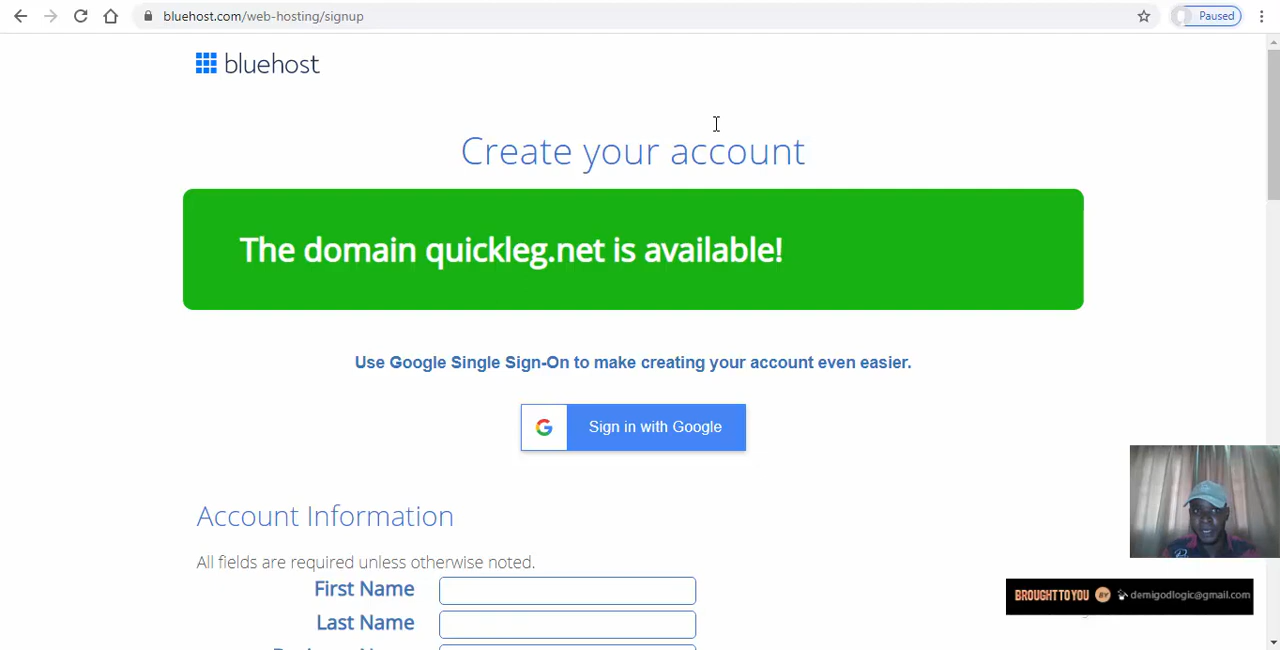 bluehost.com/web-hosting/signup
Paused
bluehost
Create your account
The domain quickleg.net is available!
Use Google Single Sign-On to make creating your account even easier.
G Sign in with Google
Account Information
All fields are required unless otherwise noted.
First Name
Last Name
BROUGHT TO YOU BY demigodlogic@gmail.com